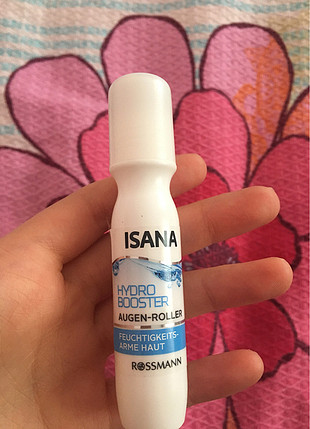 ISANA
HYDRO
BOOSTER
AUGEN-ROLLER
FEUCHTIGKEITS-
ARME HAUT
ROSSMANN